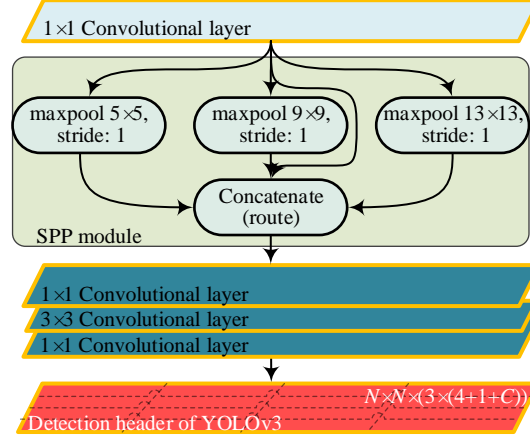 1×1 Convolutional layer
maxpool 5×5,
stride: 1
maxpool 9×9,
stride: 1
maxpool 13×13,
stride: 1
Concatenate
(route)
SPP module
1×1 Convolutional layer
3×3 Convolutional layer
1×1 Convolutional layer
N×N×(3×(4+1+C))
Detection header of YOLOv3